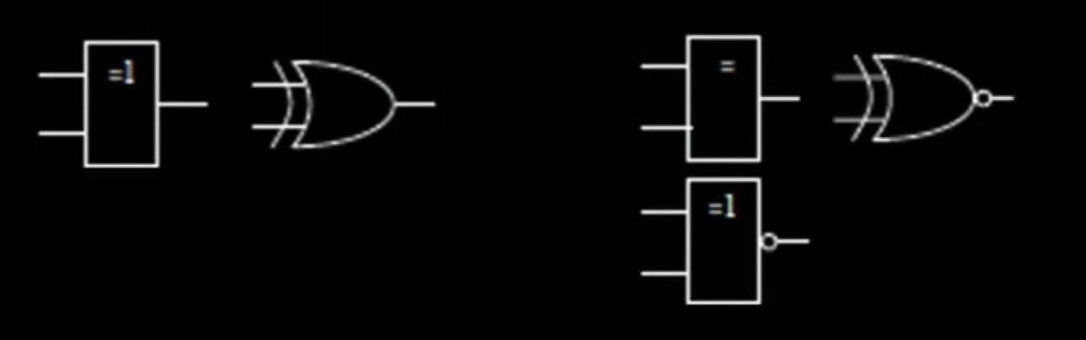 =1
=
=1